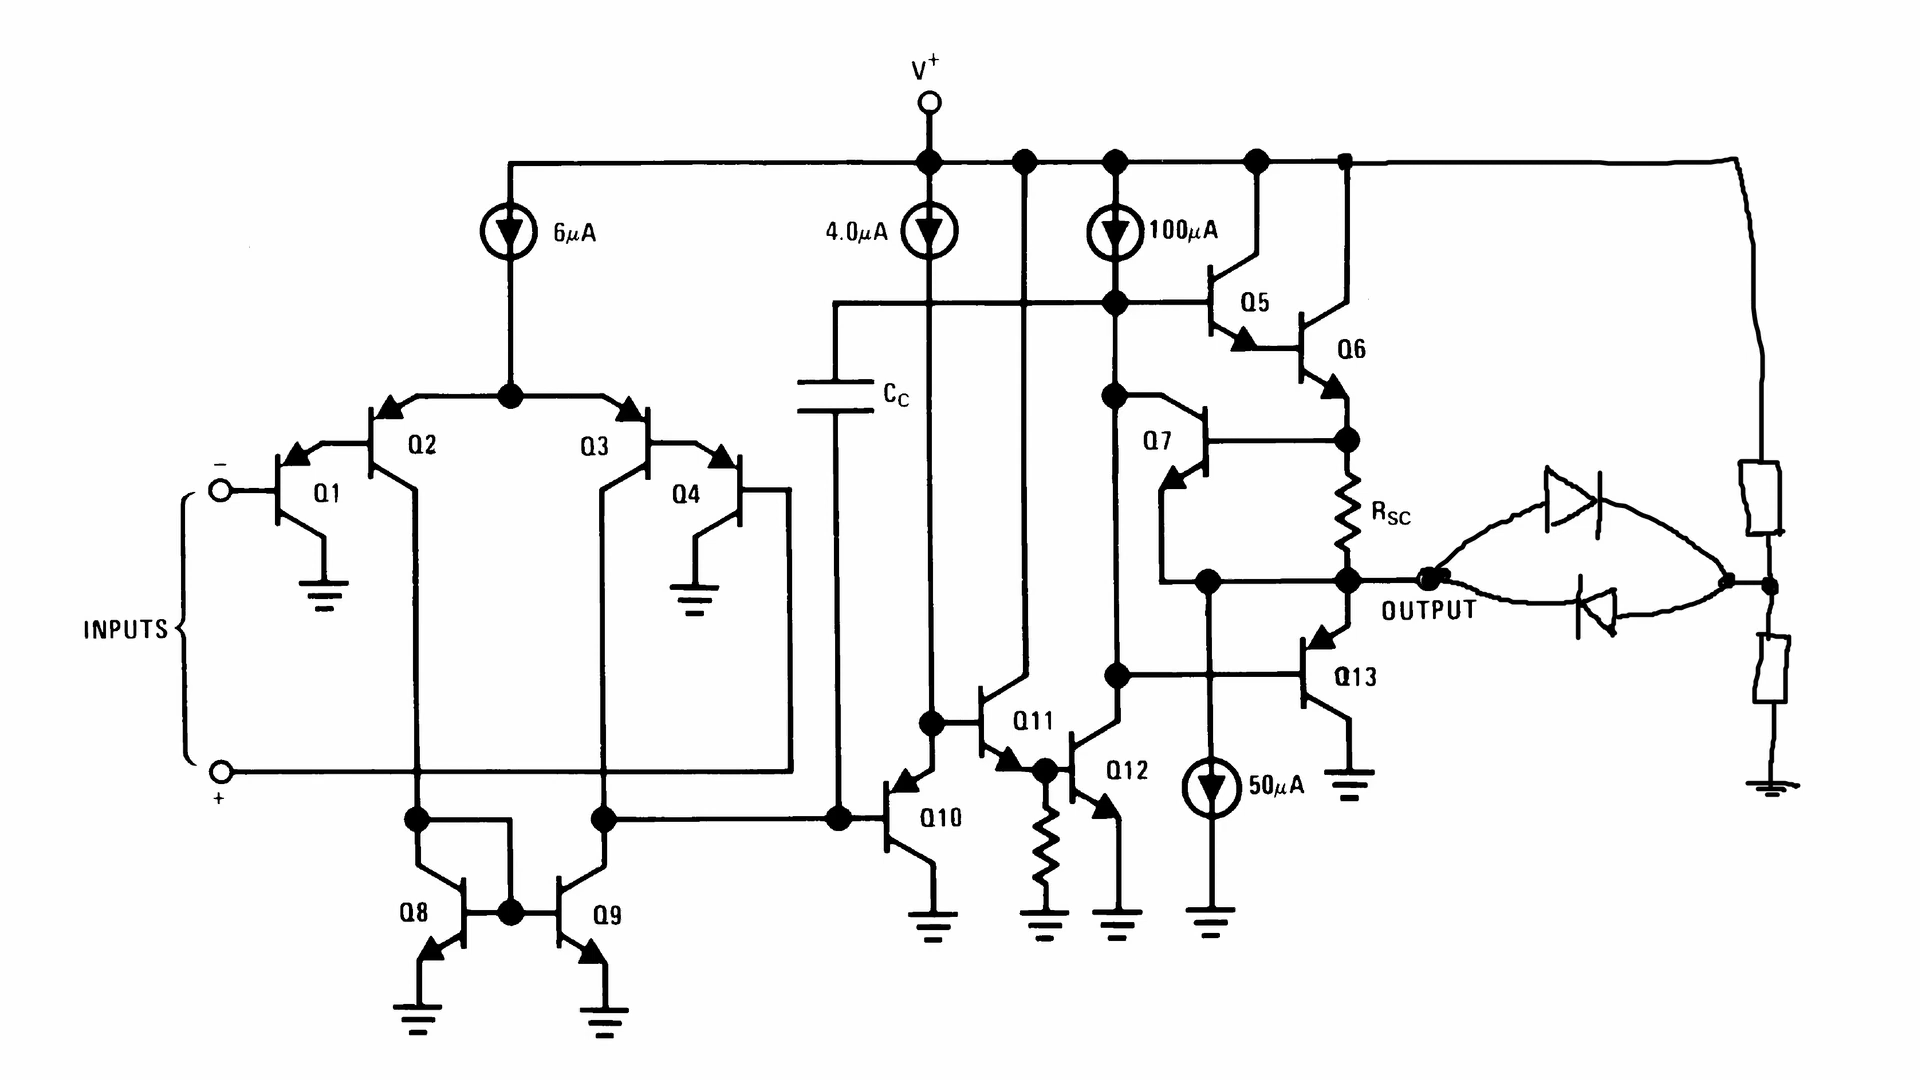 V+
6μA
4.0μA
100μA
Q5
Q6
CC
Q2
Q3
Q7
−
Q1
Q4
RSC
OUTPUT
INPUTS
Q13
Q11
Q12
+
50μA
Q10
Q8
Q9